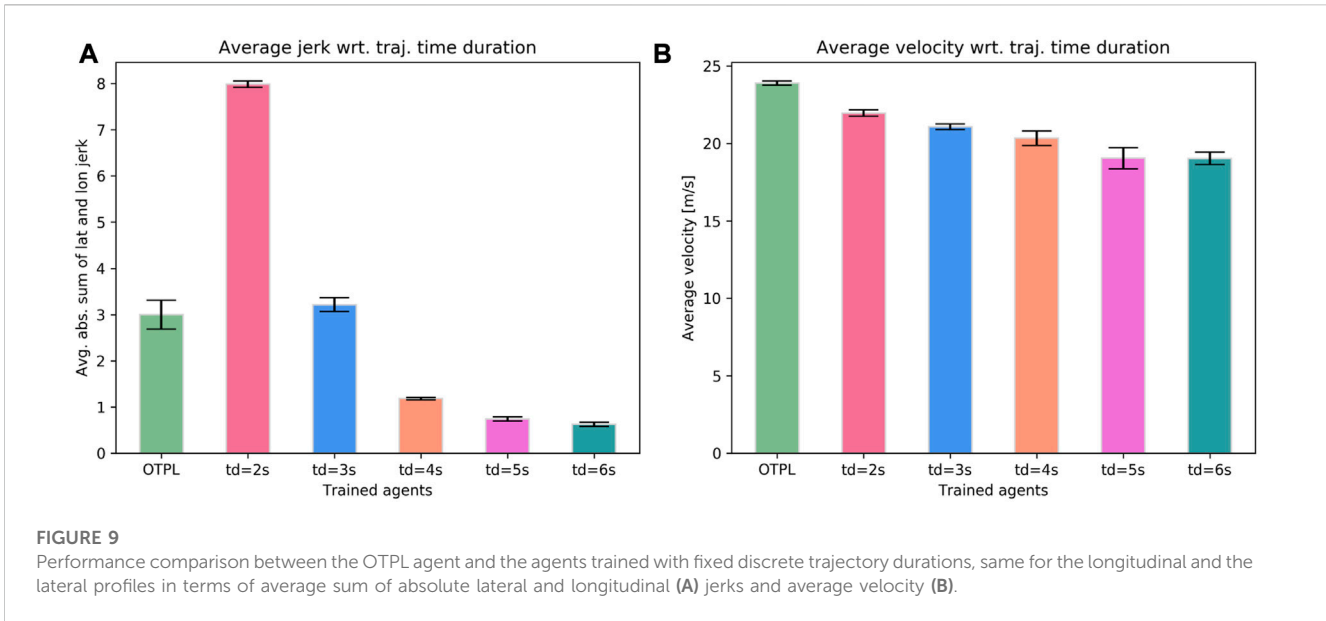 A
Average jerk wrt. traj. time duration
Avg. abs. sum of lat and lon jerk
8
7
6
5
4
3
2
1
0
OTPL td=2s td=3s td=4s td=5s td=6s
Trained agents
B
Average velocity wrt. traj. time duration
Average velocity [m/s]
25
20
15
10
5
0
OTPL td=2s td=3s td=4s td=5s td=6s
Trained agents
FIGURE 9
Performance comparison between the OTPL agent and the agents trained with fixed discrete trajectory durations, same for the longitudinal and the
lateral profiles in terms of average sum of absolute lateral and longitudinal (A) jerks and average velocity (B).